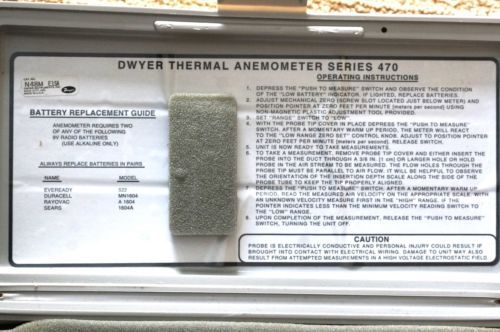 DWYER THERMAL ANEMOMETER SERIES 470
OPERATING INSTRUCTIONS
N48M E35B
Dwyer
BATTERY REPLACEMENT GUIDE
ANEMOMETER REQUIRES TWO
OF ANY OF THE FOLLOWING
9V RADIO BATTERIES
(USE ALKALINE ONLY)
ALWAYS REPLACE BATTERIES IN PAIRS
NAME MODEL
EVEREADY 522
DURACELL MN1604
RAYOVAC A 1604
SEARS 1604A
1. DEPRESS THE "PUSH TO MEASURE" SWITCH AND OBSERVE THE CONDITION
OF THE "LOW BATTERY" INDICATOR. IF LIGHTED, REPLACE BATTERIES.
2. ADJUST MECHANICAL ZERO (SCREW SLOT LOCATED JUST BELOW METER) AND
POSITION POINTER AT ZERO FEET PER MINUTE (meters per second) USING
NON-MAGNETIC PLASTIC ADJUSTMENT TOOL PROVIDED.
3. SET "RANGE" SWITCH TO "LOW".
4. WITH THE PROBE TIP COVER IN PLACE DEPRESS THE "PUSH TO MEASURE"
SWITCH. AFTER A MOMENTARY WARM UP PERIOD, THE METER WILL REACT
TO THE "LOW RANGE ZERO SET" CONTROL KNOB. ADJUST TO POSITION POINTER
AT ZERO FEET PER MINUTE (meters per second). RELEASE SWITCH.
5. UNIT IS NOW READY TO TAKE MEASUREMENTS.
6. TO TAKE A MEASUREMENT, REMOVE PROBE TIP COVER AND EITHER INSERT THE
PROBE INTO THE DUCT THROUGH A 3/8 IN. (1 cm) OR LARGER HOLE OR HOLD
PROBE IN THE AIR STREAM TO BE MEASURED. THE FLOW HOLES THROUGH THE
PROBE TIP MUST BE PARALLEL TO AIR FLOW. IT WILL BE HELPFUL TO OBSERVE
THE ORIENTATION OF THE INSERTION DEPTH SCALE ALONG THE SIDE OF THE
PROBE TUBE TO KEEP THE TIP PROPERLY ALIGNED.
DEPRESS THE "PUSH TO MEASURE" SWITCH. AFTER A MOMENTARY WARM UP
PERIOD, READ THE MEASURED AIR VELOCITY ON THE APPROPRIATE SCALE. WITH
AN UNKNOWN VELOCITY MEASURE FIRST IN THE "HIGH" RANGE. IF THE
POINTER INDICATES LESS THAN THE MINIMUM VELOCITY READING SWITCH TO
THE "LOW" RANGE.
UPON COMPLETION OF THE MEASUREMENT, RELEASE THE "PUSH TO MEASURE"
SWITCH, TURNING THE UNIT OFF.
CAUTION
PROBE IS ELECTRICALLY CONDUCTIVE AND PERSONAL INJURY COULD RESULT IF
BROUGHT INTO CONTACT WITH ELECTRICAL WIRING. DAMAGE TO UNIT MAY ALSO
RESULT FROM ATTEMPTED MEASUREMENTS IN A HIGH VOLTAGE ELECTROSTATIC FIELD.